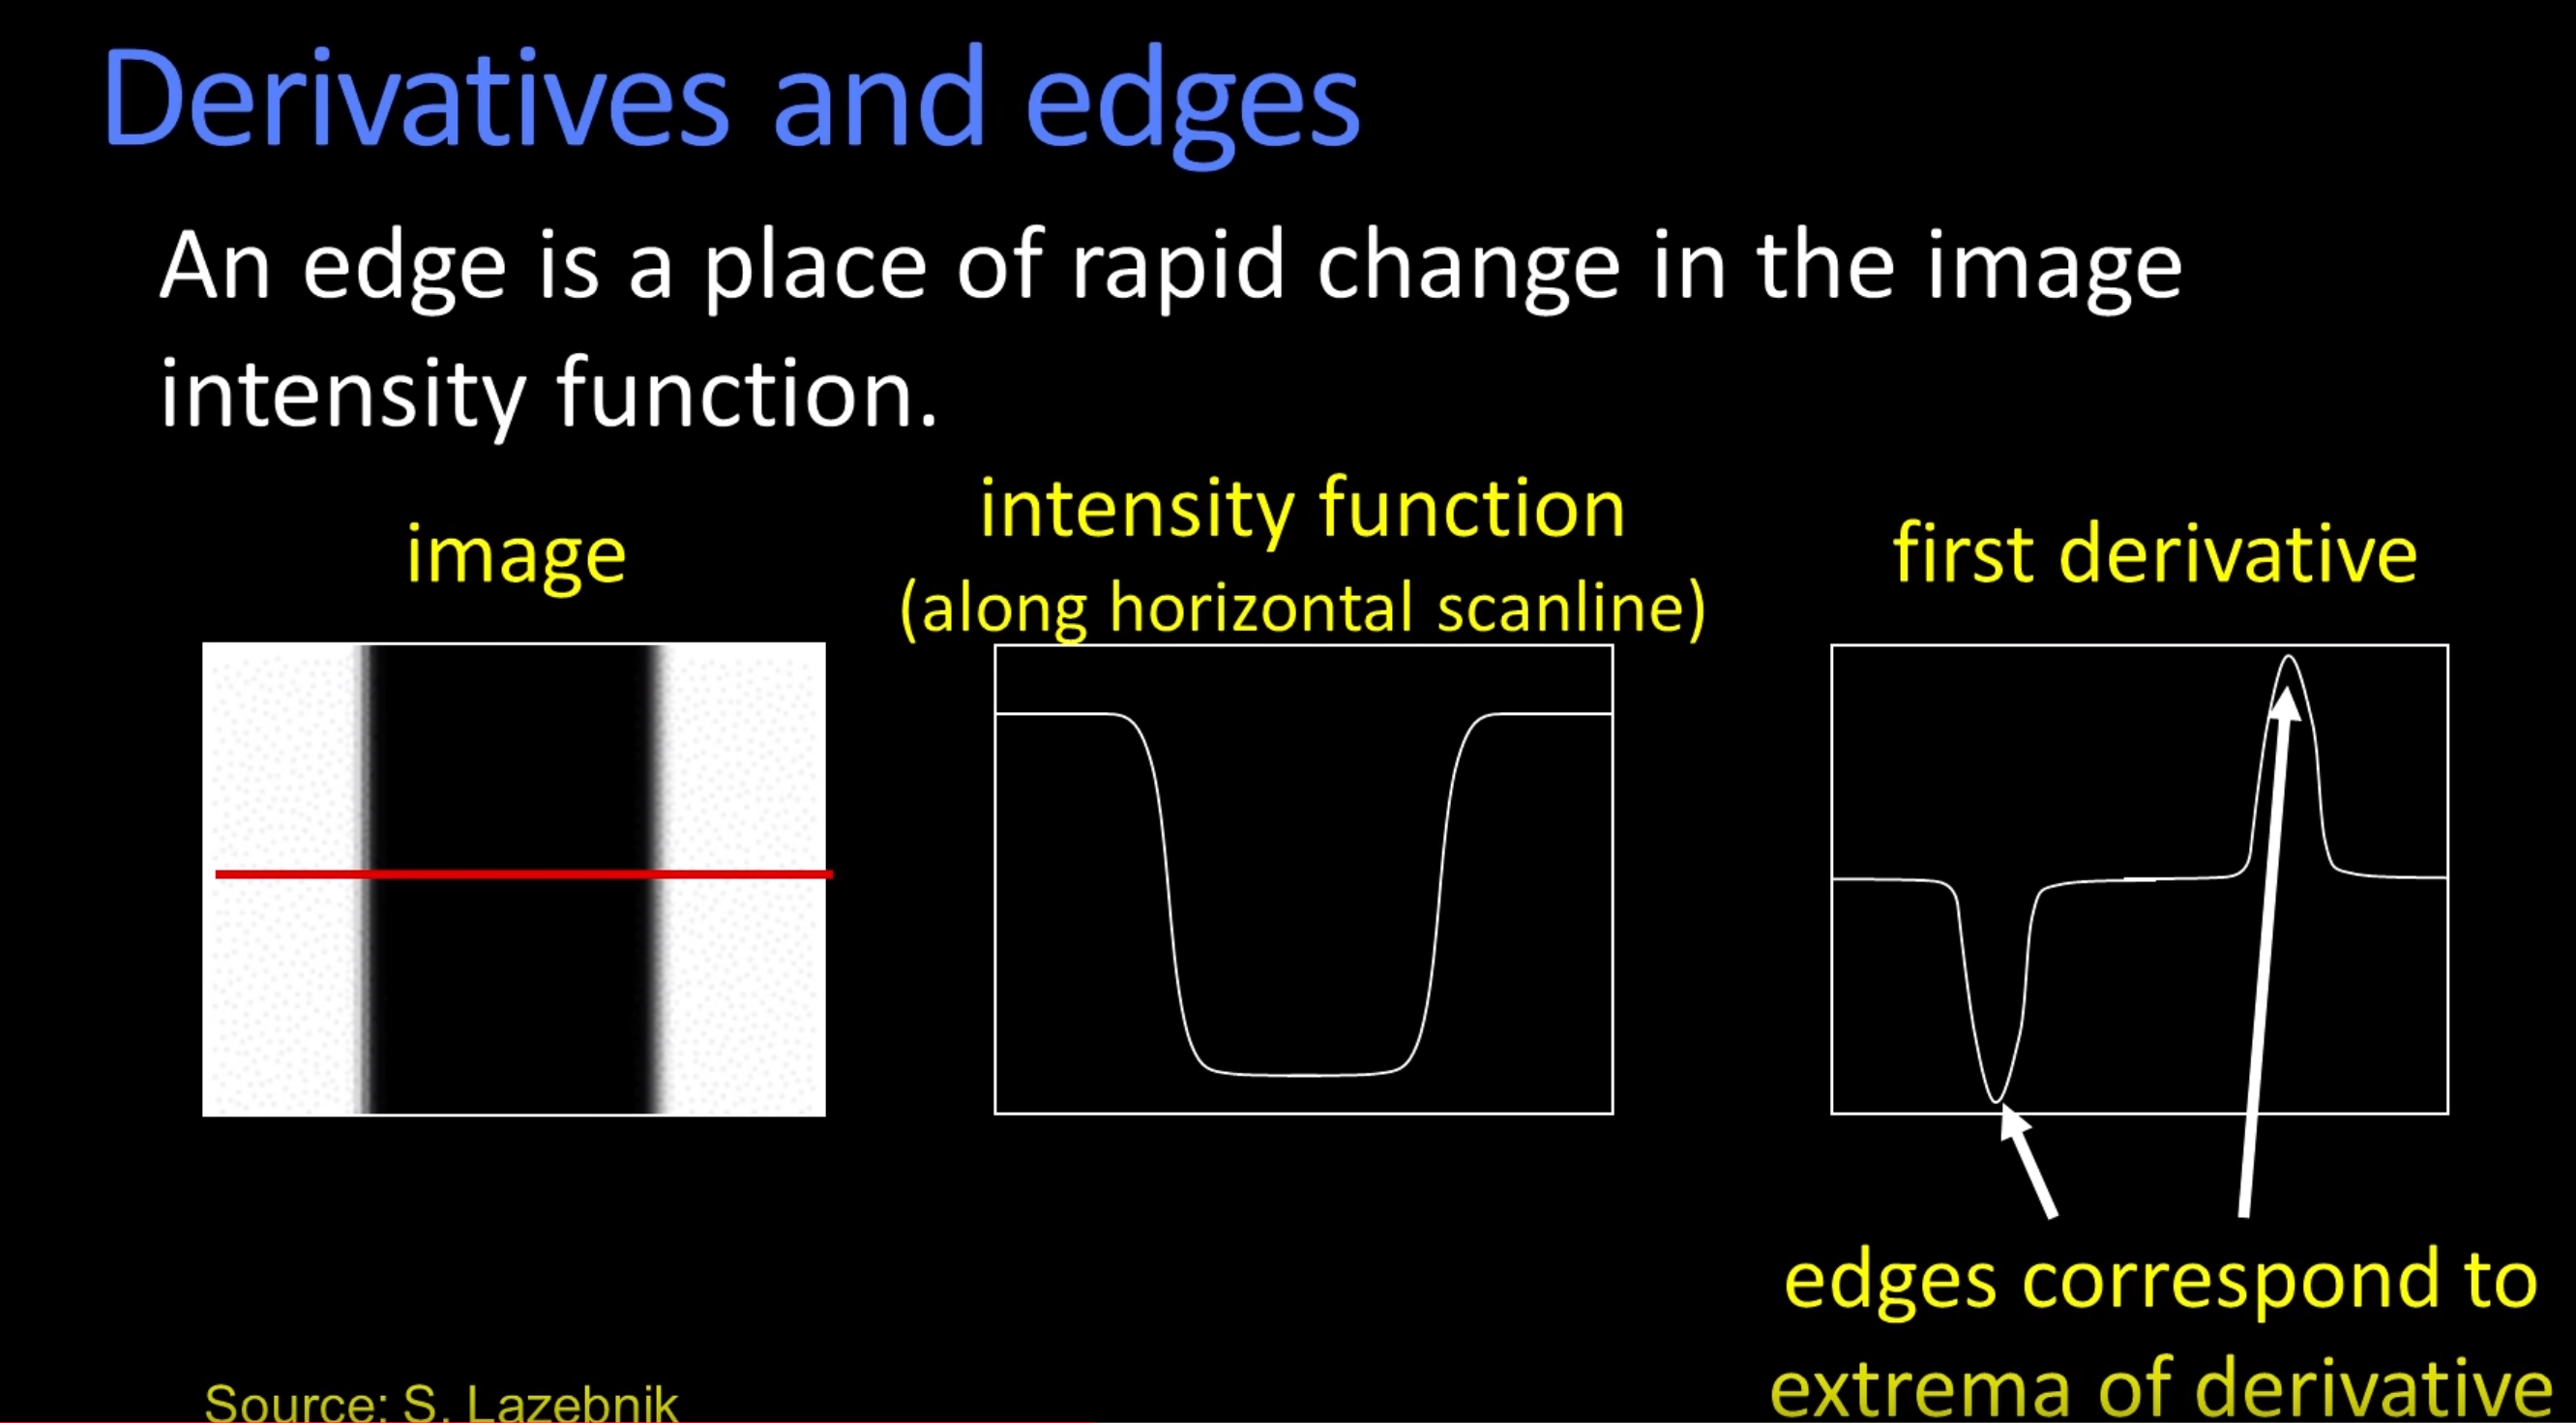 Derivatives and edges
An edge is a place of rapid change in the image
intensity function.
image
intensity function
(along horizontal scanline)
first derivative
edges correspond to
extrema of derivative
Source: S. Lazebnik